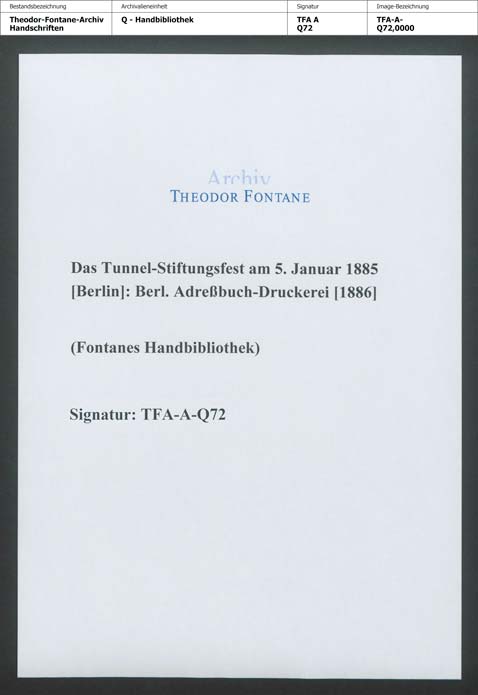 Bestandsbezeichnung Archivalieneinheit Signatur Image-Bezeichnung
Theodor-Fontane-Archiv Q - Handbibliothek TFA A TFA-A-
Handschriften Q72 Q72,0000
Archiv
THEODOR FONTANE
Das Tunnel-Stiftungsfest am 5. Januar 1885
[Berlin]: Berl. Adreßbuch-Druckerei [1886]
(Fontanes Handbibliothek)
Signatur: TFA-A-Q72